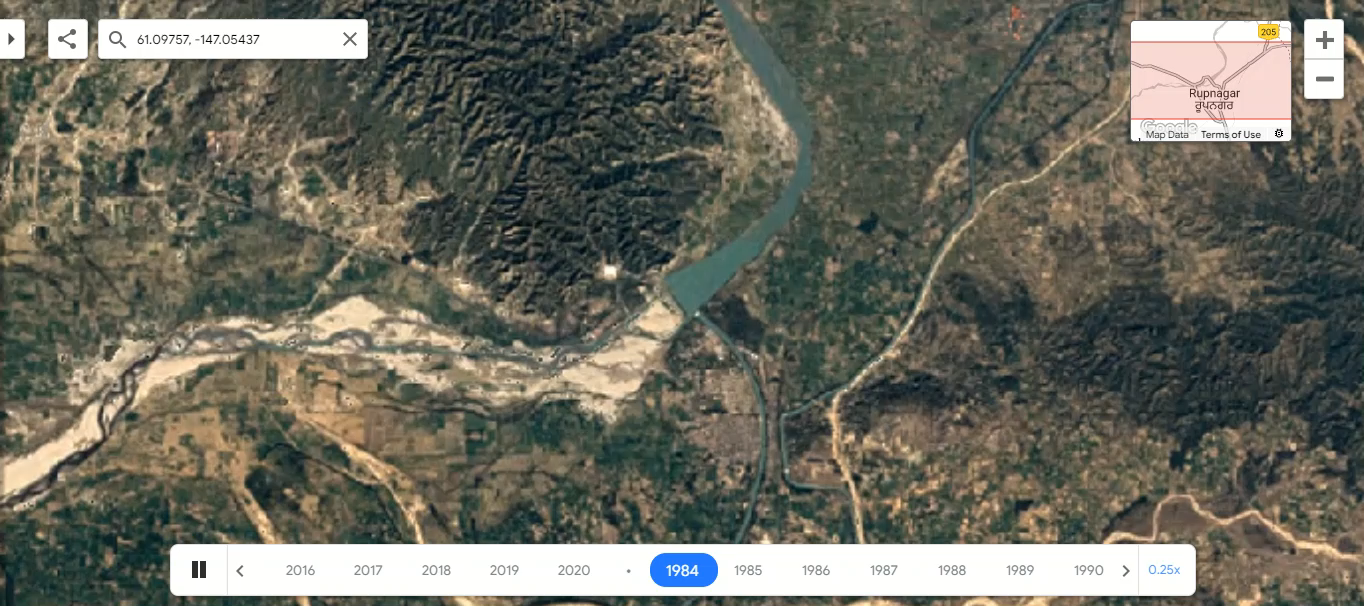 61.09757, -147.05437
205
Rupnagar
ਰੂਪਨਗਰ
Google
Map Data Terms of Use
2016 2017 2018 2019 2020 • 1984 1985 1986 1987 1988 1989 1990 0.25x